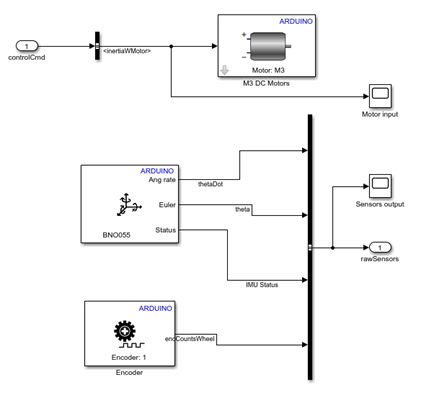 ARDUINO
1
controlCmd
<inertiaWMotor>
+
-
Motor: M3
M3 DC Motors
Motor input
ARDUINO
Ang rate
thetaDot
Euler
theta
Status
BNO055
IMU Status
Sensors output
1
rawSensors
ARDUINO
encCountsWheel
Encoder: 1
Encoder